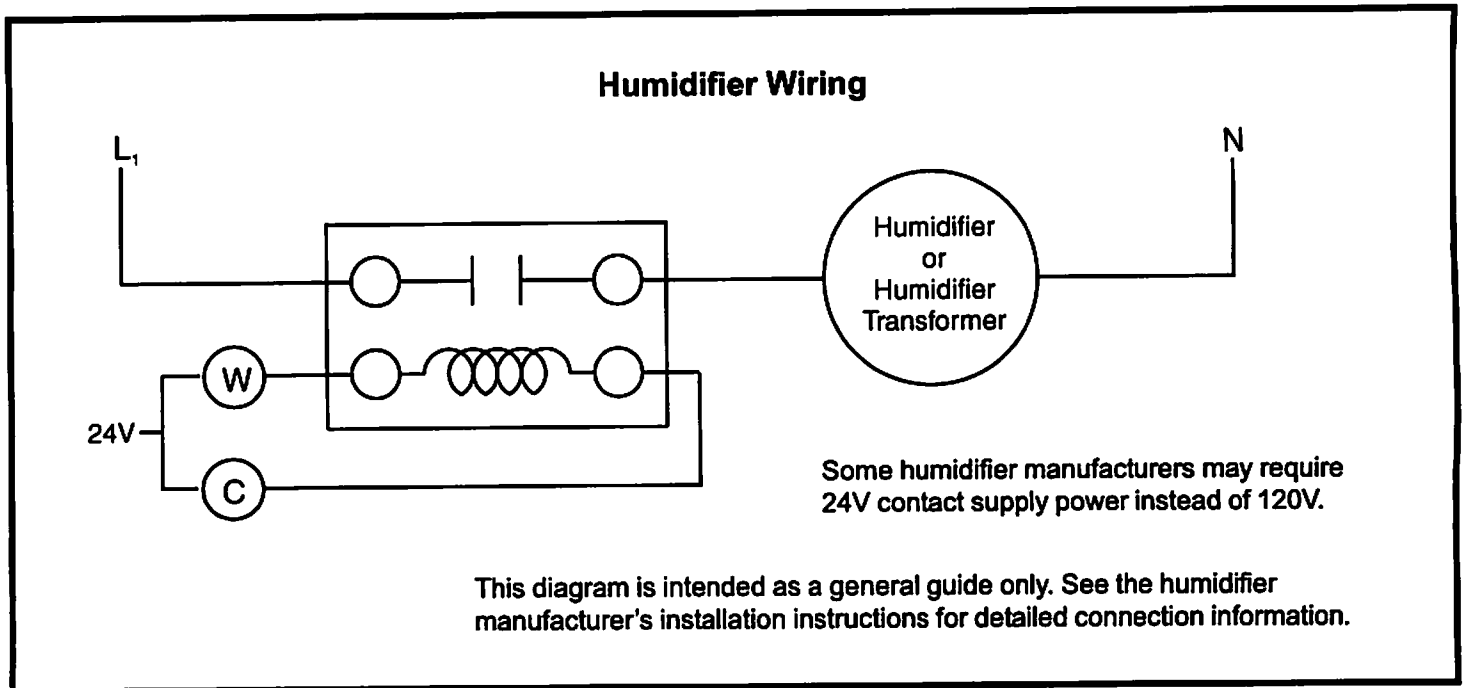 Humidifier Wiring
L₁
N
Humidifier
or
Humidifier
Transformer
W
24V
C
Some humidifier manufacturers may require
24V contact supply power instead of 120V.
This diagram is intended as a general guide only. See the humidifier
manufacturer's installation instructions for detailed connection information.